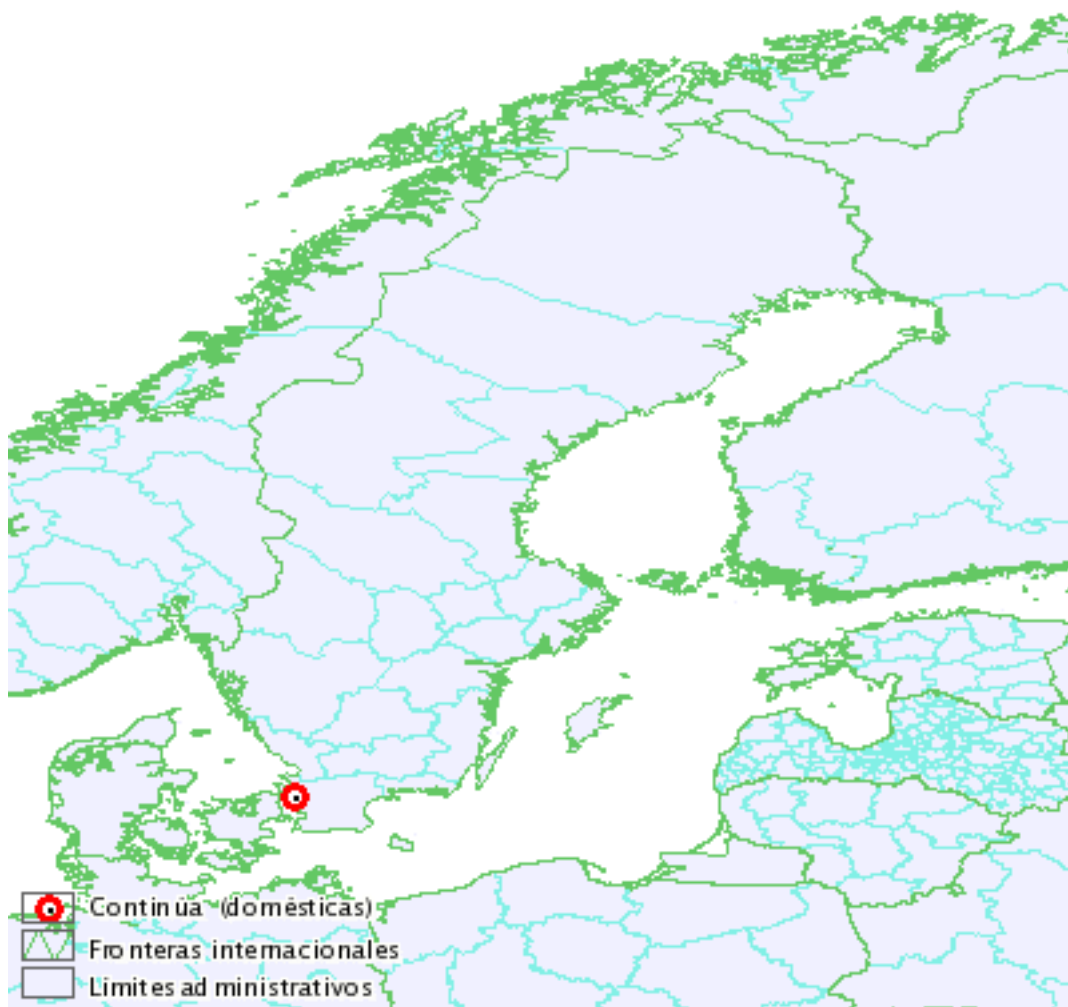 Continúa (domésticas)
Fronteras internacionales
Límites administrativos